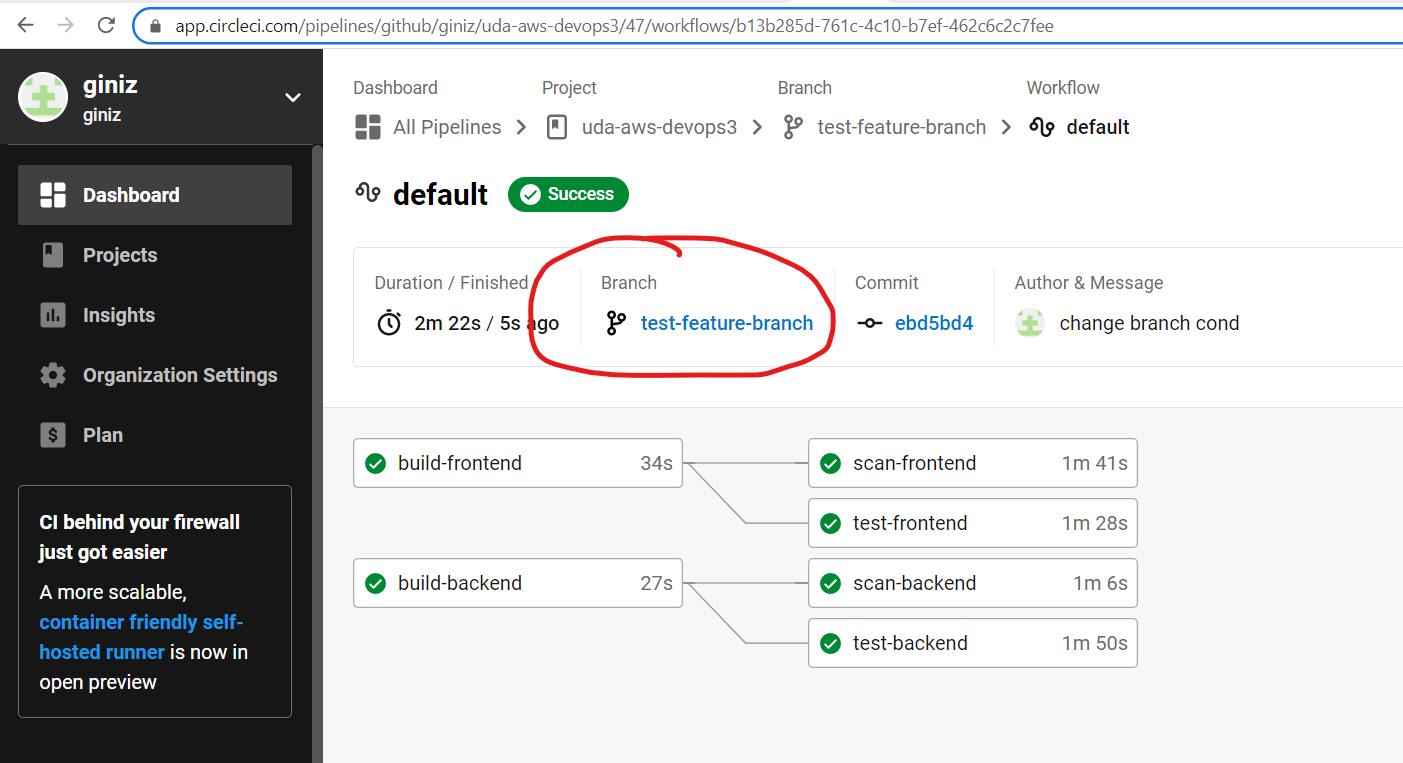 app.circleci.com/pipelines/github/giniz/uda-aws-devops3/47/workflows/b13b285d-761c-4c10-b7ef-462c6c2c7fee
giniz
giniz
Dashboard
Projects
Insights
Organization Settings
Plan
CI behind your firewall
just got easier
A more scalable,
container friendly self-
hosted runner is now in
open preview
Dashboard Project Branch Workflow
All Pipelines uda-aws-devops3 test-feature-branch default
default Success
Duration / Finished Branch Commit Author & Message
2m 22s / 5s ago test-feature-branch ebd5bd4 change branch cond
build-frontend 34s scan-frontend 1m 41s
test-frontend 1m 28s
build-backend 27s scan-backend 1m 6s
test-backend 1m 50s